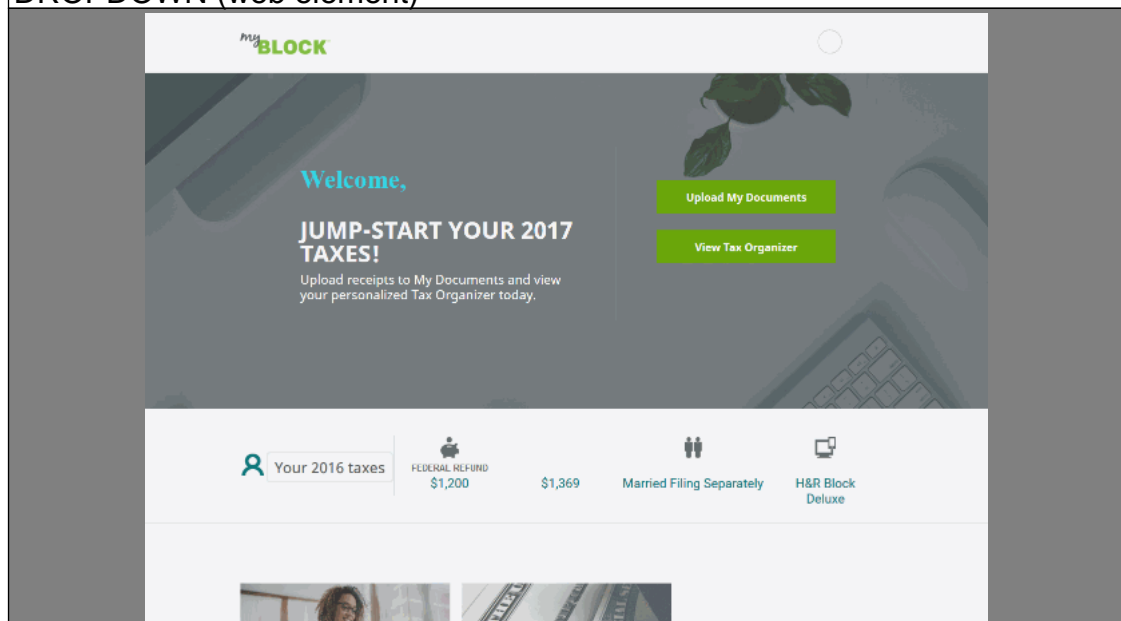 DROPDOWN (web element)
myBLOCK
Welcome,
JUMP-START YOUR 2017
TAXES!
Upload receipts to My Documents and view
your personalized Tax Organizer today.
Upload My Documents
View Tax Organizer
Your 2016 taxes
FEDERAL REFUND
$1,200
$1,369
Married Filing Separately
H&R Block
Deluxe